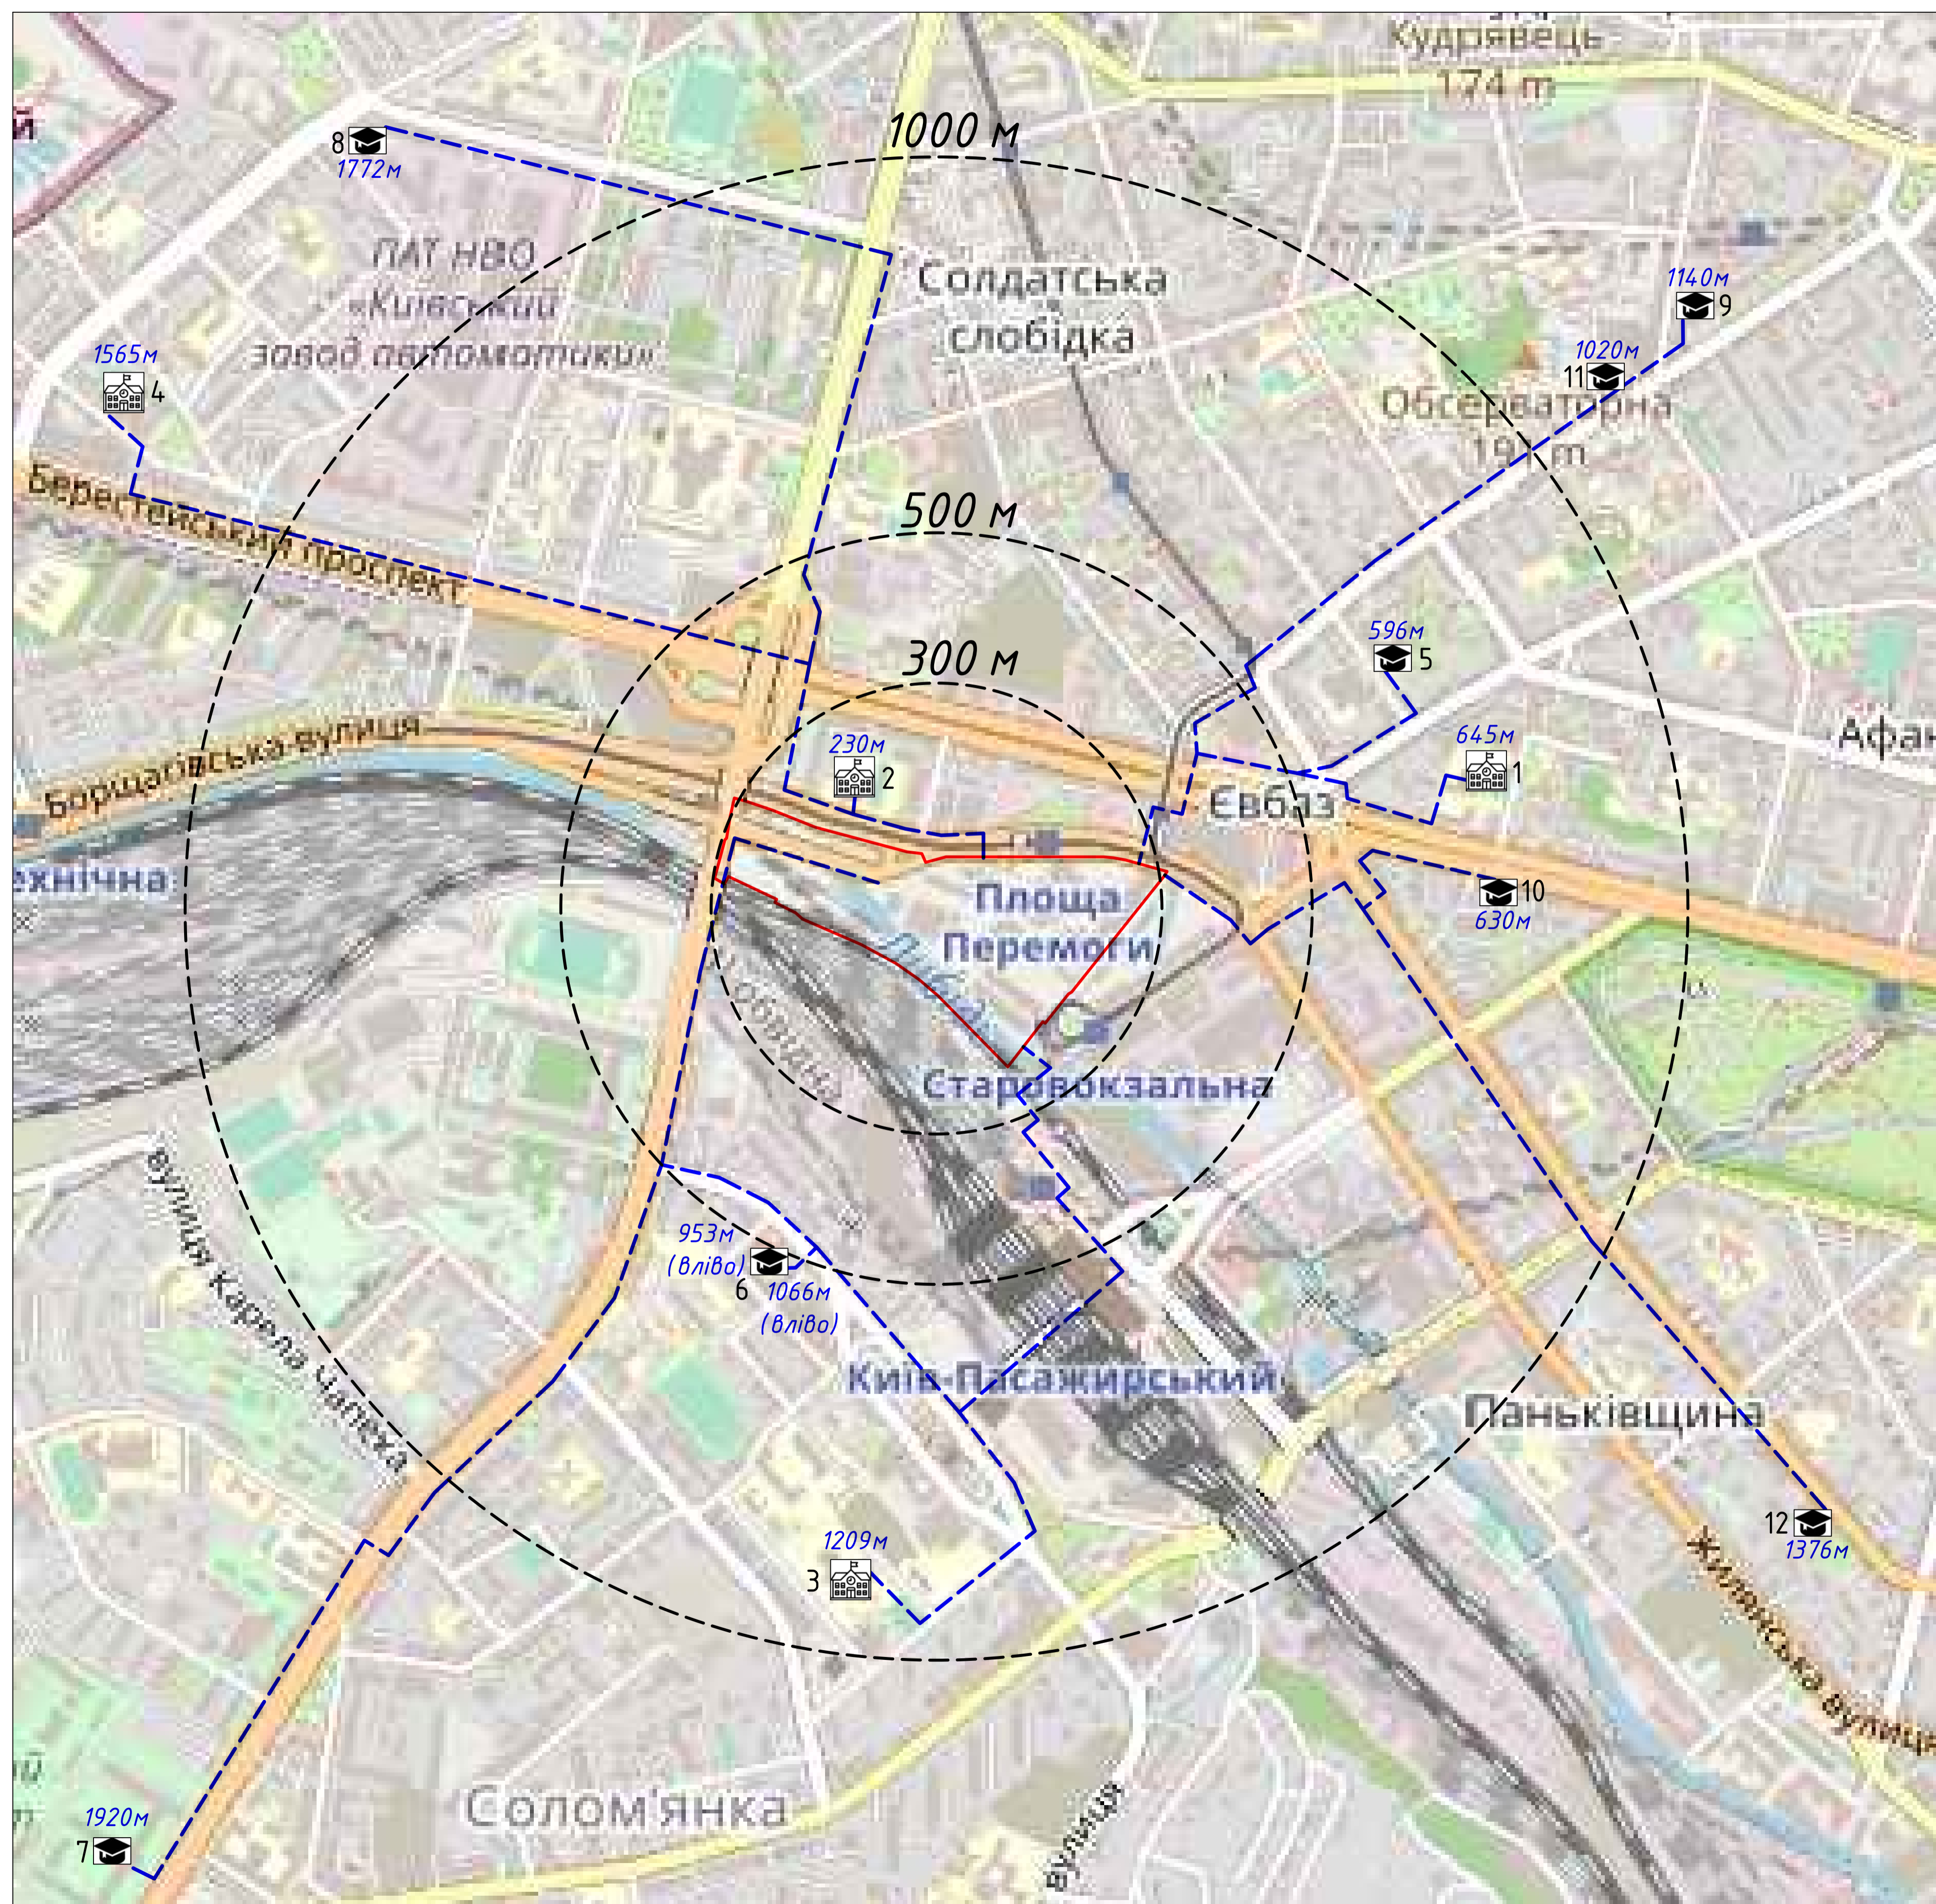 Кудрявець
174 m
й
1000 м
8
1772м
ПАТ НВО
«Київський
завод автоматики»
Солдатська
слобідка
1140м
9
1020м
11
Обсерваторна
1565м
4
500 м
Берестейський проспект
300 м
596м
5
Борщагівська вулиця
230м
2
645м
1
Афан
Євбаз
ехнічна
Площа
Перемоги
10
630м
Старовокзальна
вулиця Карела Чапека
953м
(вліво)
6
1066м
(вліво)
Київ-Пасажирський
Паньківщина
1209м
3
12
1376м
Жилянська вулиця
Солом'янка
вулиця
1920м
7